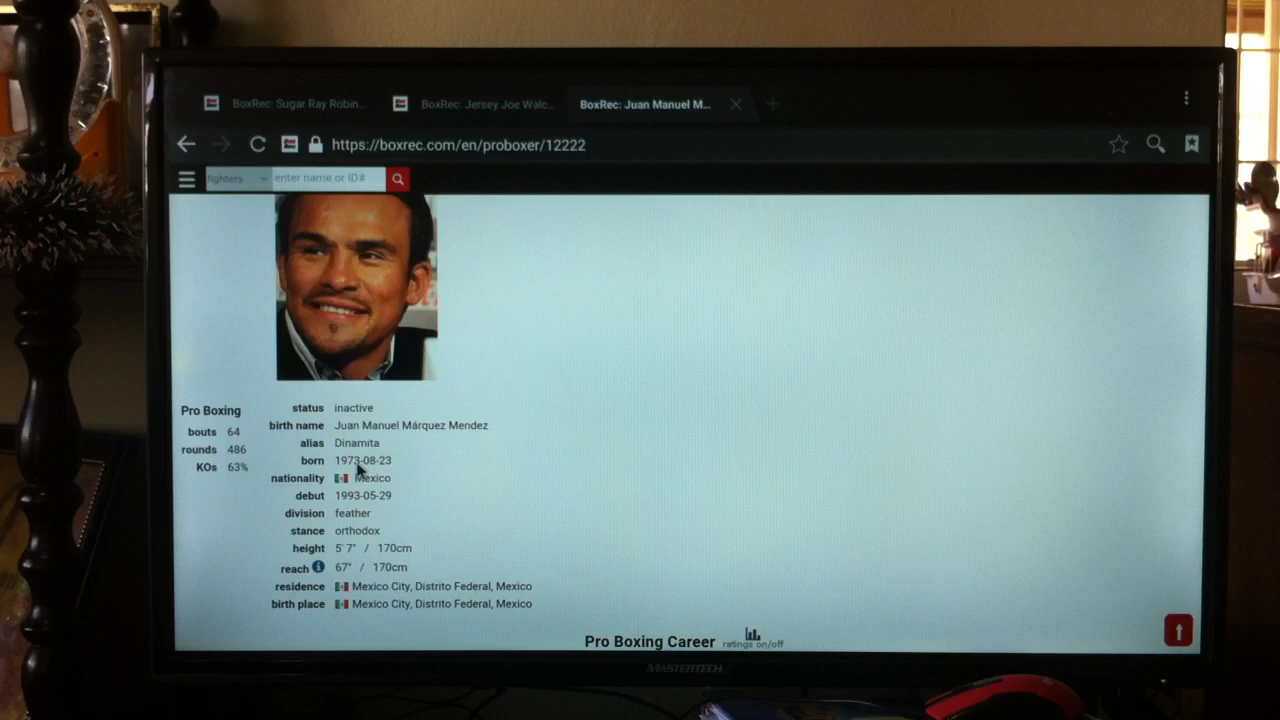 BoxRec: Sugar Ray Robin...
BoxRec: Jersey Joe Walc...
BoxRec: Juan Manuel M...
https://boxrec.com/en/proboxer/12222
fighters
enter name or ID#
Pro Boxing
bouts 64
rounds 486
KOs 63%
status inactive
birth name Juan Manuel Márquez Mendez
alias Dinamita
born 1973-08-23
nationality Mexico
debut 1993-05-29
division feather
stance orthodox
height 5' 7" / 170cm
reach 67" / 170cm
residence Mexico City, Distrito Federal, Mexico
birth place Mexico City, Distrito Federal, Mexico
Pro Boxing Career
ratings on/off
MASTERTECH